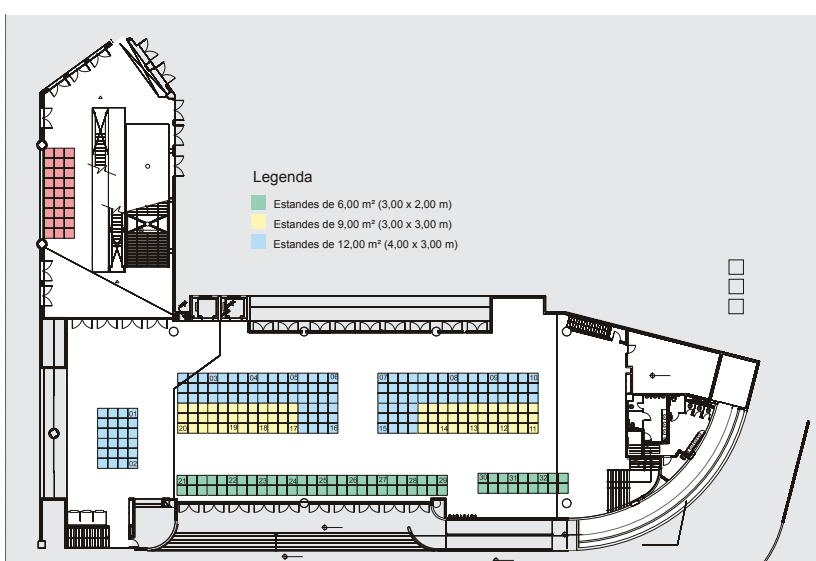 Legenda
Estandes de 6,00 m² (3,00 x 2,00 m)
Estandes de 9,00 m² (3,00 x 3,00 m)
Estandes de 12,00 m² (4,00 x 3,00 m)
03 04 05 06 07 08 09 10
01
20 19 18 17 16 15 14 13 12 11
02
21 22 23 24 25 26 27 28 29 30 31 32